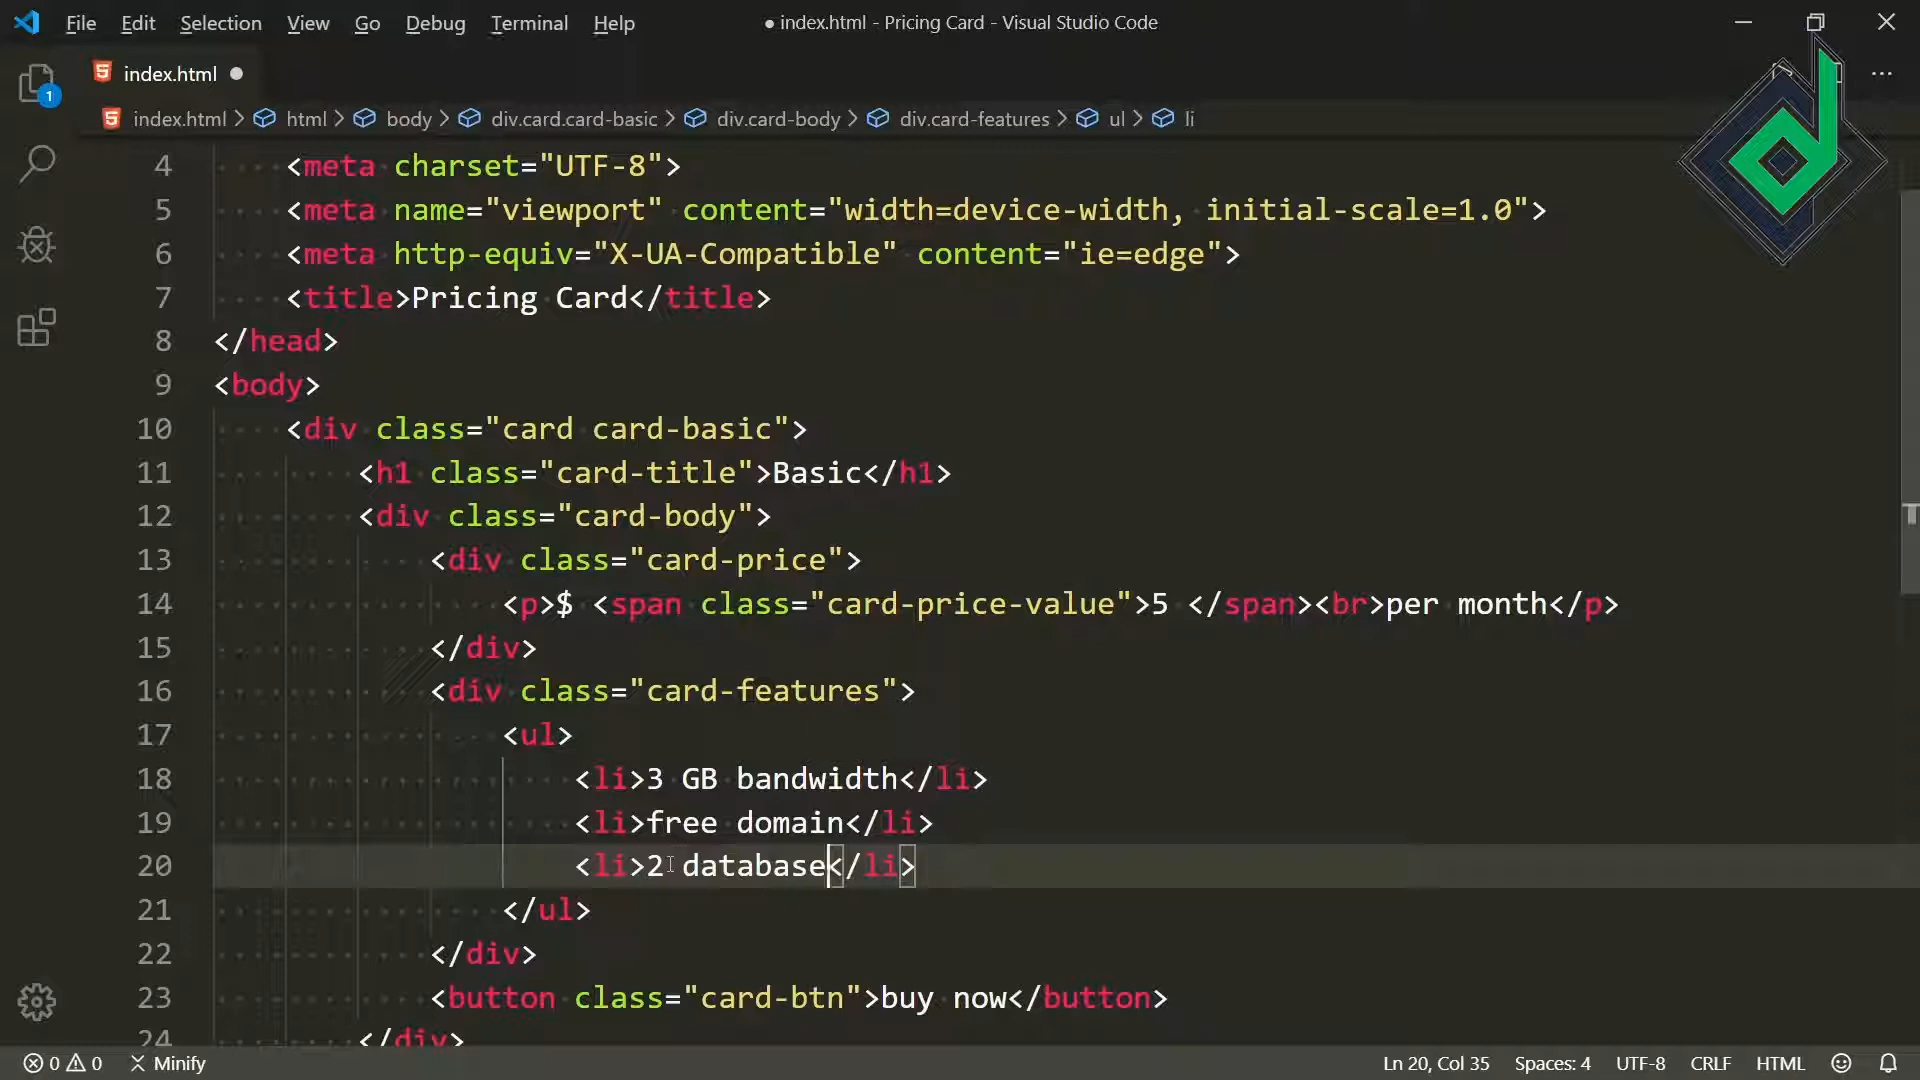 File Edit Selection View Go Debug Terminal Help
● index.html - Pricing Card - Visual Studio Code
index.html ●
1
index.html > html > body > div.card.card-basic > div.card-body > div.card-features > ul > li
4 <meta charset="UTF-8">
5 <meta name="viewport" content="width=device-width, initial-scale=1.0">
6 <meta http-equiv="X-UA-Compatible" content="ie=edge">
7 <title>Pricing Card</title>
8 </head>
9 <body>
10 <div class="card card-basic">
11 <h1 class="card-title">Basic</h1>
12 <div class="card-body">
13 <div class="card-price">
14 <p>$ <span class="card-price-value">5 </span><br>per month</p>
15 </div>
16 <div class="card-features">
17 <ul>
18 <li>3 GB bandwidth</li>
19 <li>free domain</li>
20 <li>2 database</li>
21 </ul>
22 </div>
23 <button class="card-btn">buy now</button>
24 </div>
0 0 Minify Ln 20, Col 35 Spaces: 4 UTF-8 CRLF HTML